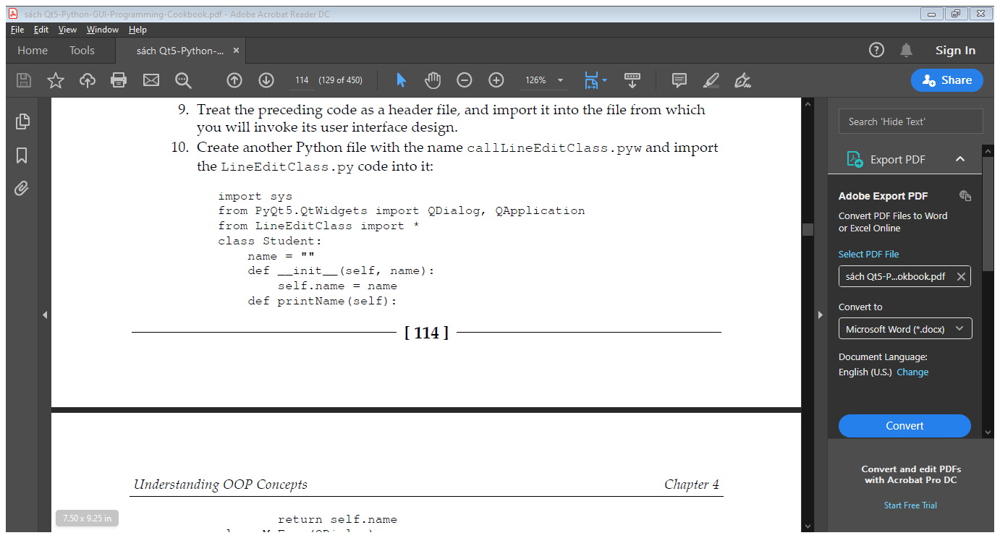 sách Qt5-Python-GUI-Programming-Cookbook.pdf - Adobe Acrobat Reader DC
File Edit View Window Help
Home Tools sách Qt5-Python-... × Sign In
114 (129 of 450) 126% Share
9. Treat the preceding code as a header file, and import it into the file from which
you will invoke its user interface design.
10. Create another Python file with the name callLineEditClass.pyw and import
the LineEditClass.py code into it:
import sys
from PyQt5.QtWidgets import QDialog, QApplication
from LineEditClass import *
class Student:
    name = ""
    def __init__(self, name):
        self.name = name
    def printName(self):
[ 114 ]
Understanding OOP Concepts Chapter 4
        return self.name
7.50 x 9.25 in
Search 'Hide Text'
Export PDF
Adobe Export PDF
Convert PDF Files to Word
or Excel Online
Select PDF File
sách Qt5-P...okbook.pdf
Convert to
Microsoft Word (*.docx)
Document Language:
English (U.S.) Change
Convert
Convert and edit PDFs
with Acrobat Pro DC
Start Free Trial